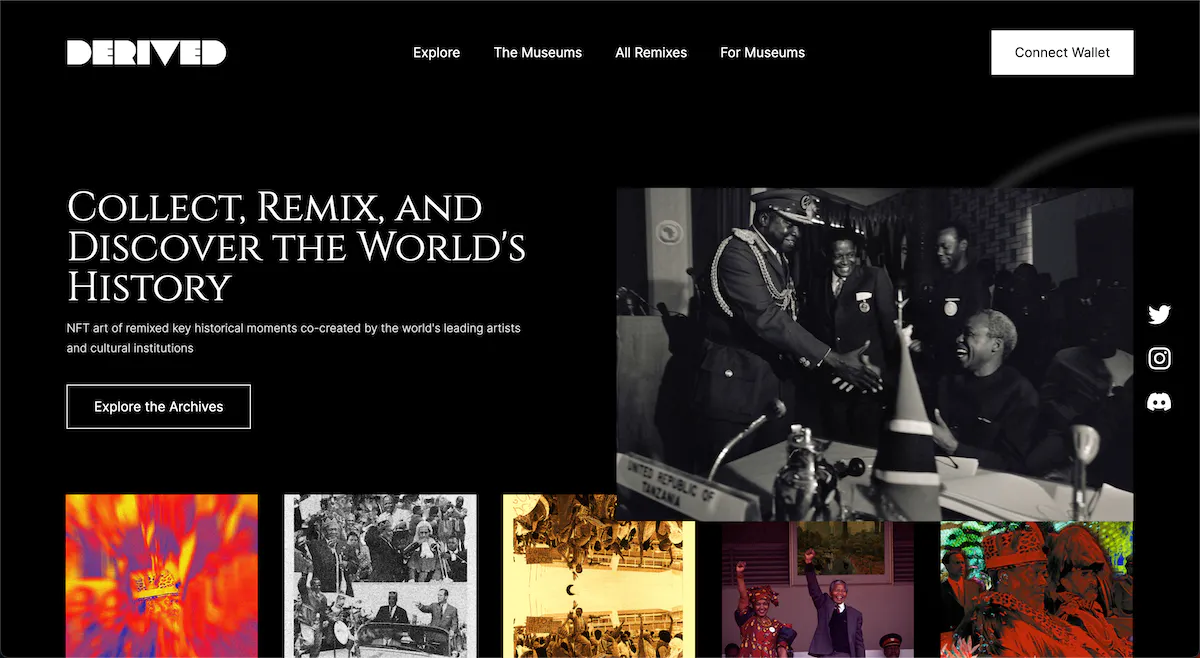 DERIVED
Explore
The Museums
All Remixes
For Museums
Connect Wallet
Collect, Remix, and
Discover the World's
History
NFT art of remixed key historical moments co-created by the world's leading artists
and cultural institutions
Explore the Archives
UNITED REPUBLIC OF
TANZANIA